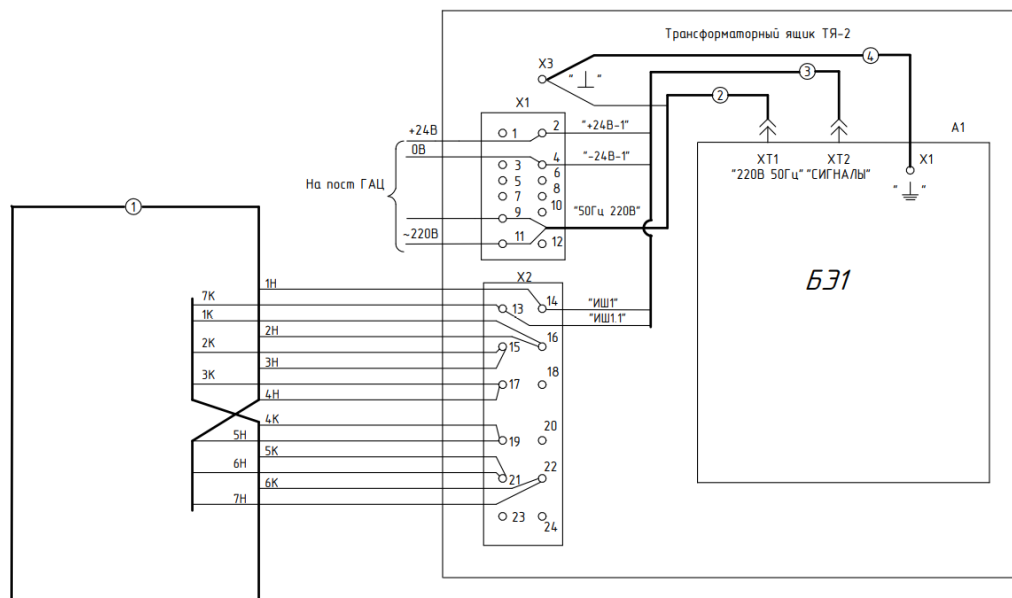 Трансформаторный ящик ТЯ-2
4
X3
"⊥"
3
X1
2
+24В
1
2
"+24В-1"
A1
0В
3
4
"-24В-1"
XT1
XT2
X1
5
6
"220В 50Гц"
"СИГНАЛЫ"
На пост ГАЦ
7
8
"⏚"
1
9
10
"50Гц 220В"
~220В
11
12
БЭ1
X2
1Н
7К
13
14
"ИШ1"
1К
"ИШ1.1"
2Н
16
2К
15
3Н
3К
17
18
4Н
4К
20
5Н
19
5К
22
6Н
21
6К
7Н
23
24